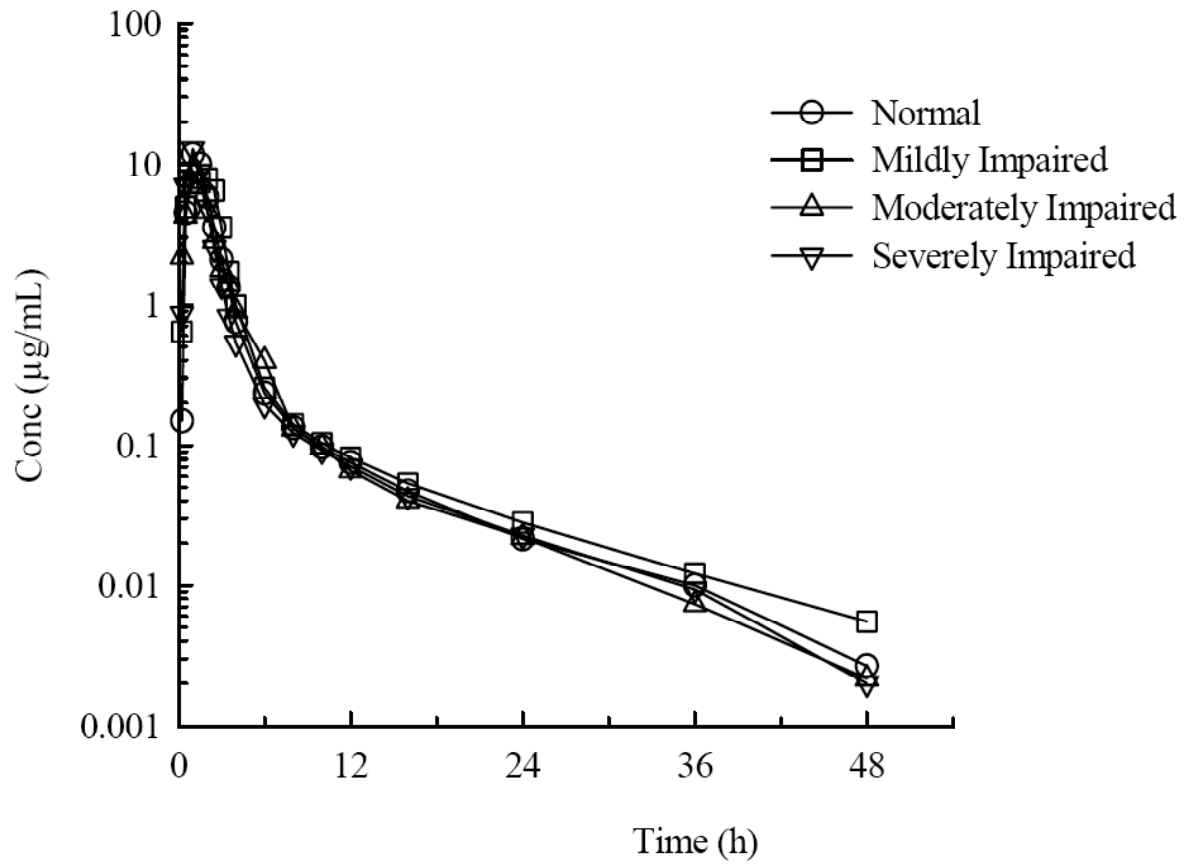 100
10
1
0.1
0.01
0.001
Conc (µg/mL)
Normal
Mildly Impaired
Moderately Impaired
Severely Impaired
0 12 24 36 48
Time (h)